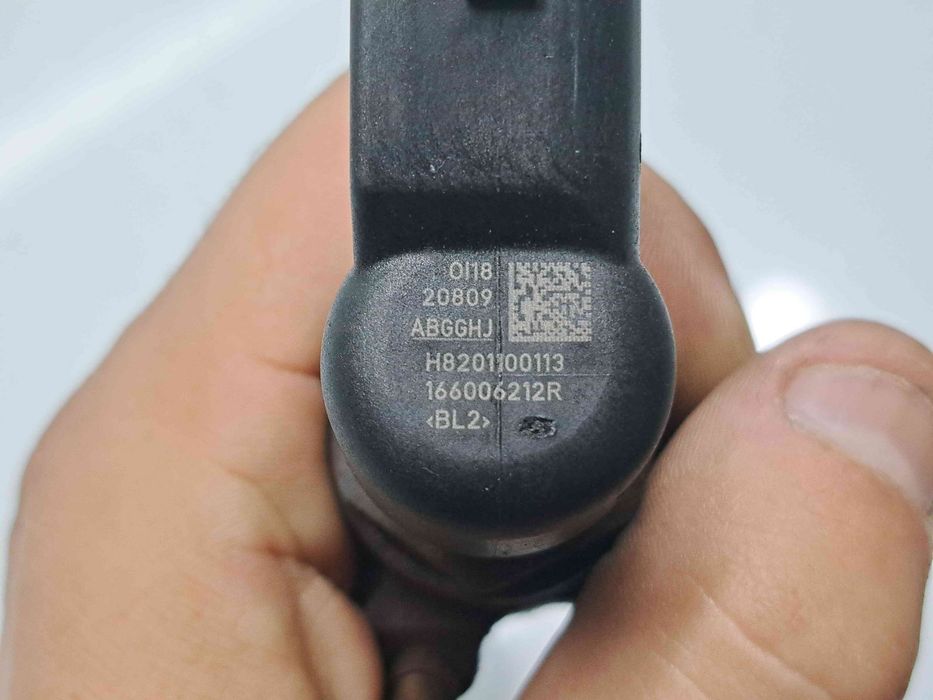 0118
20809
ABGGHJ
H8201100113
166006212R
<BL2>